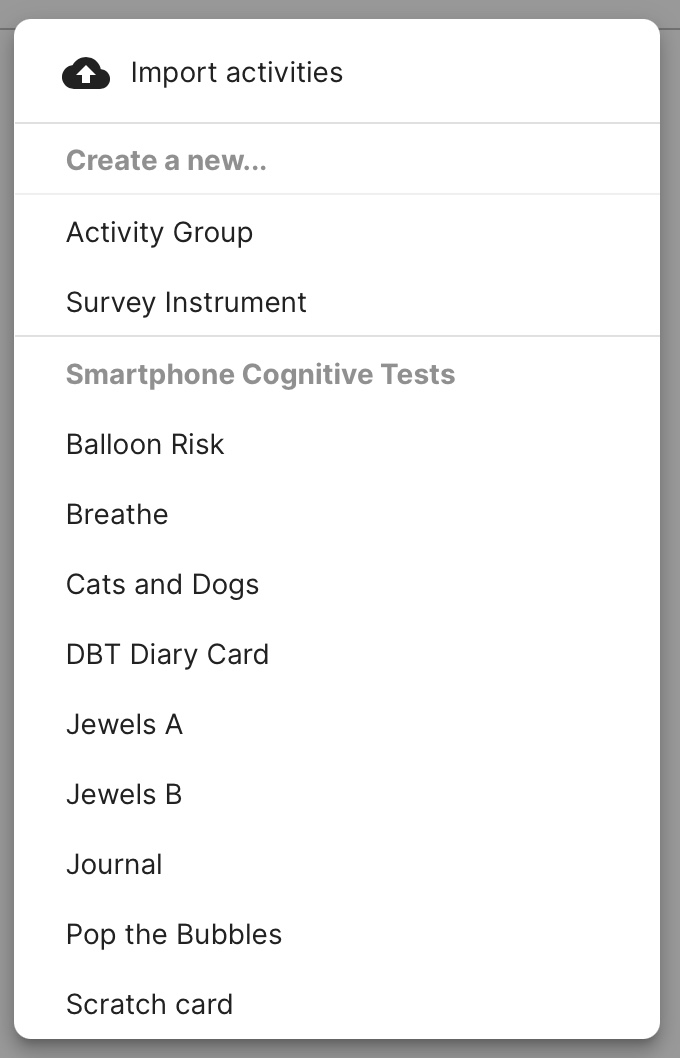 Import activities
Create a new...
Activity Group
Survey Instrument
Smartphone Cognitive Tests
Balloon Risk
Breathe
Cats and Dogs
DBT Diary Card
Jewels A
Jewels B
Journal
Pop the Bubbles
Scratch card